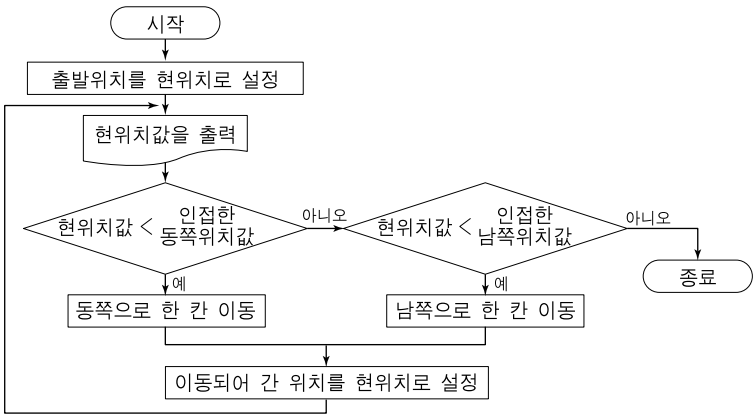 시작
출발위치를 현위치로 설정
현위치값을 출력
현위치값 < 인접한 동쪽위치값
아니오
현위치값 < 인접한 남쪽위치값
아니오
예
예
종료
동쪽으로 한 칸 이동
남쪽으로 한 칸 이동
이동되어 간 위치를 현위치로 설정